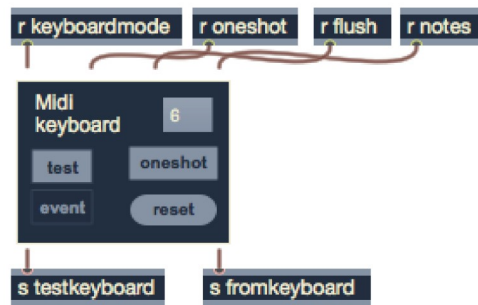 r keyboardmode
r oneshot
r flush
r notes
Midi
keyboard
6
test
oneshot
event
reset
s testkeyboard
s fromkeyboard